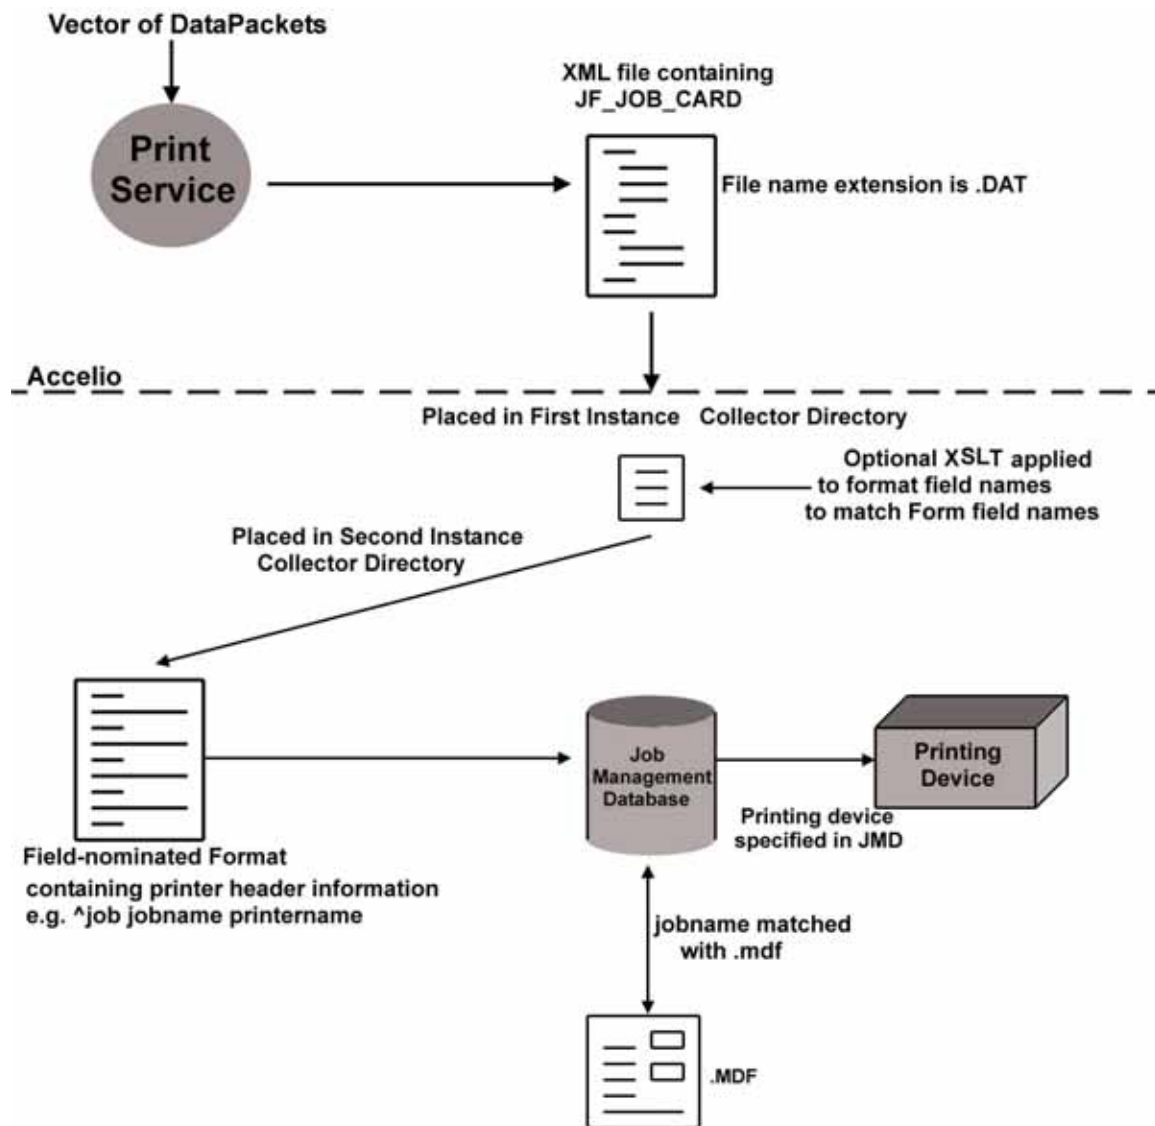 Vector of DataPackets
XML file containing
JF_JOB_CARD
Print
Service
File name extension is .DAT
Accelio
Placed in First Instance Collector Directory
Optional XSLT applied
to format field names
to match Form field names
Placed in Second Instance
Collector Directory
Job
Management
Database
Printing
Device
Printing device
specified in JMD
Field-nominated Format
containing printer header information
e.g. ^job jobname printername
jobname matched
with .mdf
.MDF